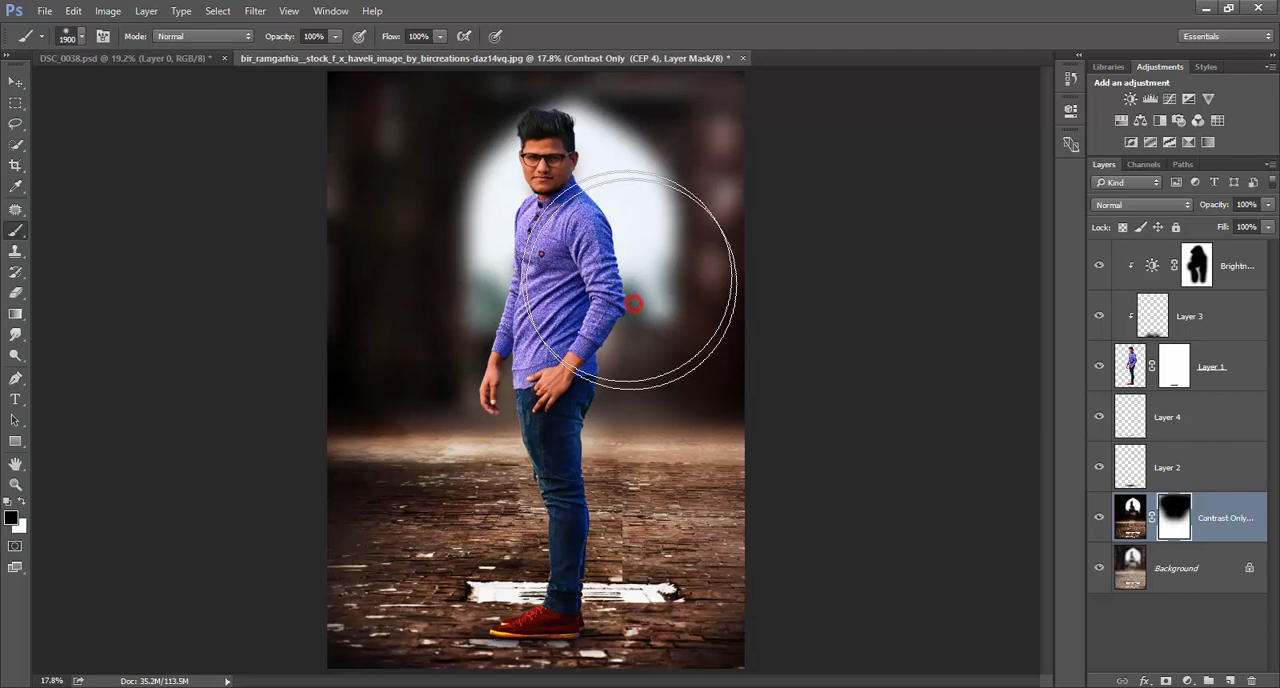 Ps File Edit Image Layer Type Select Filter View Window Help
1900 Mode: Normal Opacity: 100% Flow: 100% Essentials
DSC_0038.psd @ 19.2% (Layer 0, RGB/8) * × bir_ramgarhia__stock_f_x_haveli_image_by_bircreations-daz14vq.jpg @ 17.8% (Contrast Only (CEP 4), Layer Mask/8) * ×
Libraries Adjustments Styles
Add an adjustment
Layers Channels Paths
Kind
Normal Opacity: 100%
Lock: Fill: 100%
Brightn...
Layer 3
Layer 1
Layer 4
Layer 2
Contrast Only...
Background
17.8% Doc: 35.2M/113.5M